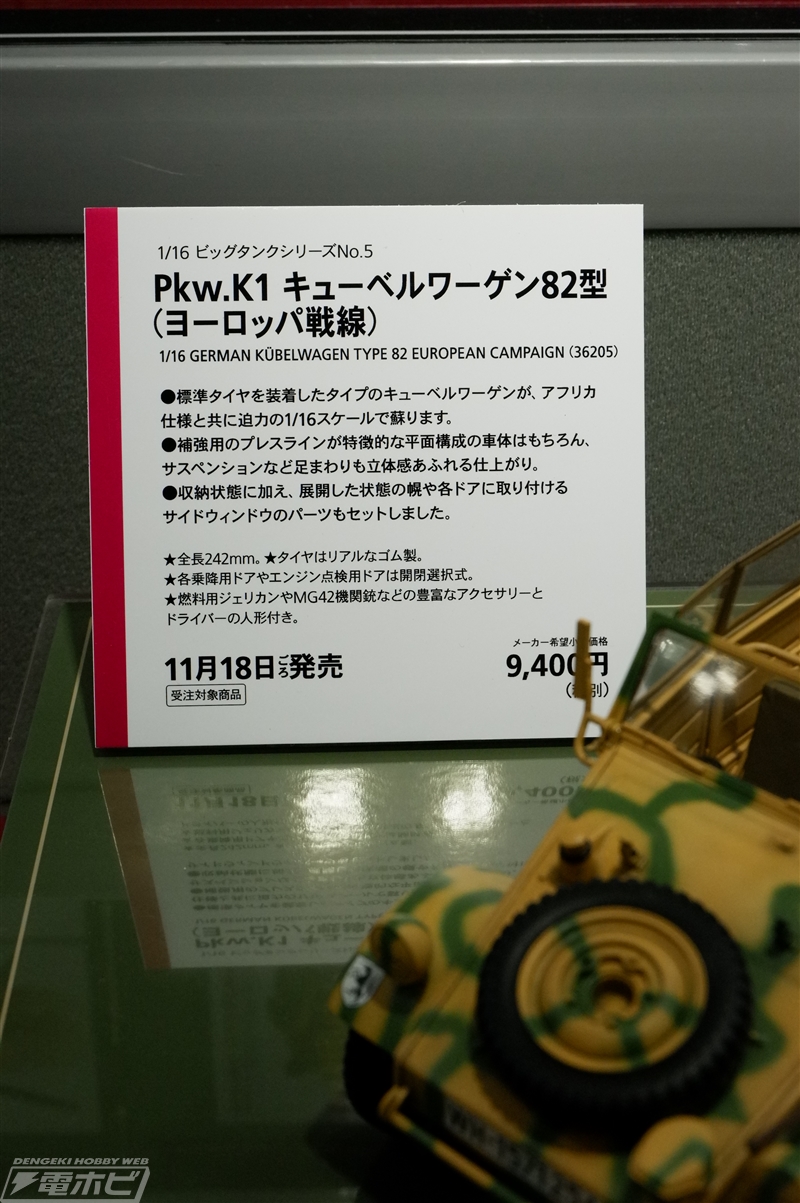 1/16 ビッグタンクシリーズNo.5
Pkw.K1 キューベルワーゲン82型
(ヨーロッパ戦線)
1/16 GERMAN KÜBELWAGEN TYPE 82 EUROPEAN CAMPAIGN (36205)
●標準タイヤを装着したタイプのキューベルワーゲンが、アフリカ
仕様と共に迫力の1/16スケールで蘇ります。
●補強用のプレスラインが特徴的な平面構成の車体はもちろん、
サスペンションなど足まわりも立体感あふれる仕上がり。
●収納状態に加え、展開した状態の幌や各ドアに取り付ける
サイドウィンドウのパーツもセットしました。
★全長242mm。★タイヤはリアルなゴム製。
★各乗降用ドアやエンジン点検用ドアは開閉選択式。
★燃料用ジェリカンやMG42機関銃などの豊富なアクセサリーと
ドライバーの人形付き。
メーカー希望小売価格
11月18日ごろ発売
9,400円
受注対象商品
(税別)
DENGEKI HOBBY WEB
電ホビ